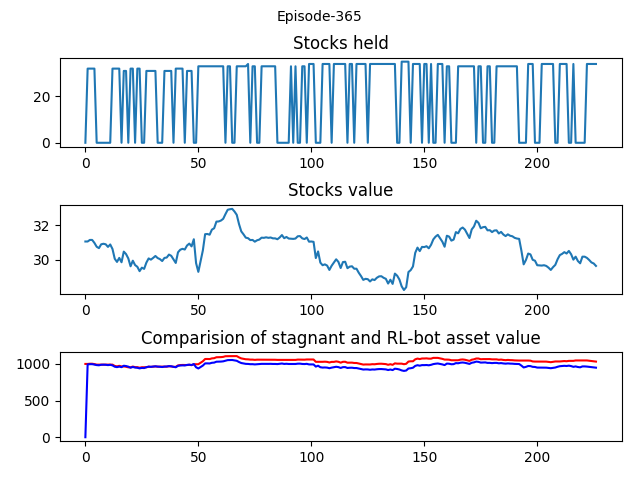 Episode-365
Stocks held
20
0
0 50 100 150 200
Stocks value
32
30
0 50 100 150 200
Comparision of stagnant and RL-bot asset value
1000
500
0
0 50 100 150 200